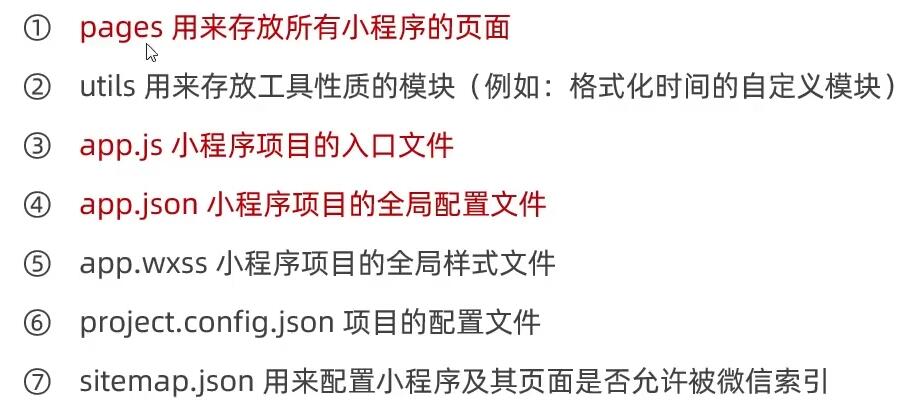 ① pages 用来存放所有小程序的页面
② utils 用来存放工具性质的模块（例如：格式化时间的自定义模块）
③ app.js 小程序项目的入口文件
④ app.json 小程序项目的全局配置文件
⑤ app.wxss 小程序项目的全局样式文件
⑥ project.config.json 项目的配置文件
⑦ sitemap.json 用来配置小程序及其页面是否允许被微信索引